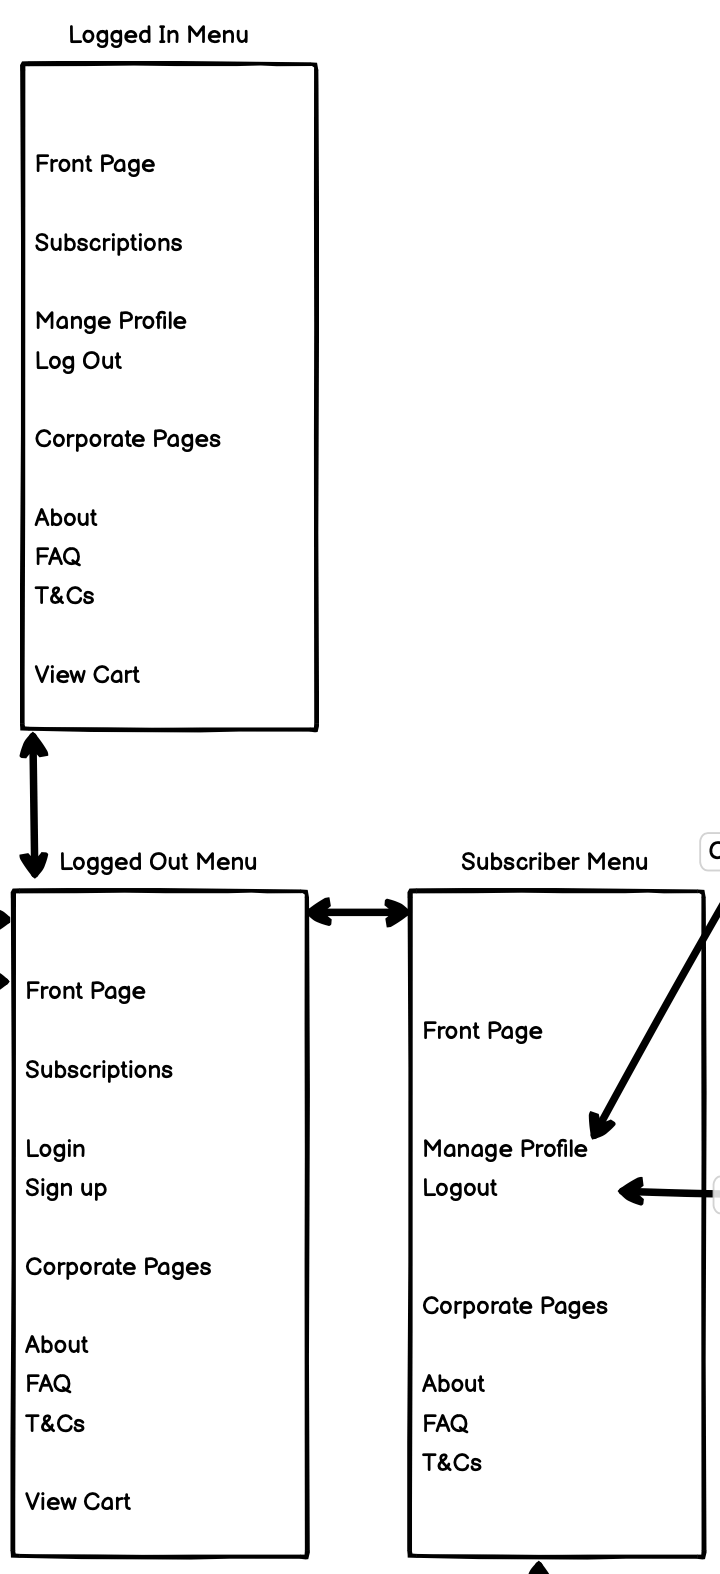 Logged In Menu
Front Page
Subscriptions
Mange Profile
Log Out
Corporate Pages
About
FAQ
T&Cs
View Cart
Logged Out Menu
Front Page
Subscriptions
Login
Sign up
Corporate Pages
About
FAQ
T&Cs
View Cart
Subscriber Menu
Front Page
Manage Profile
Logout
Corporate Pages
About
FAQ
T&Cs